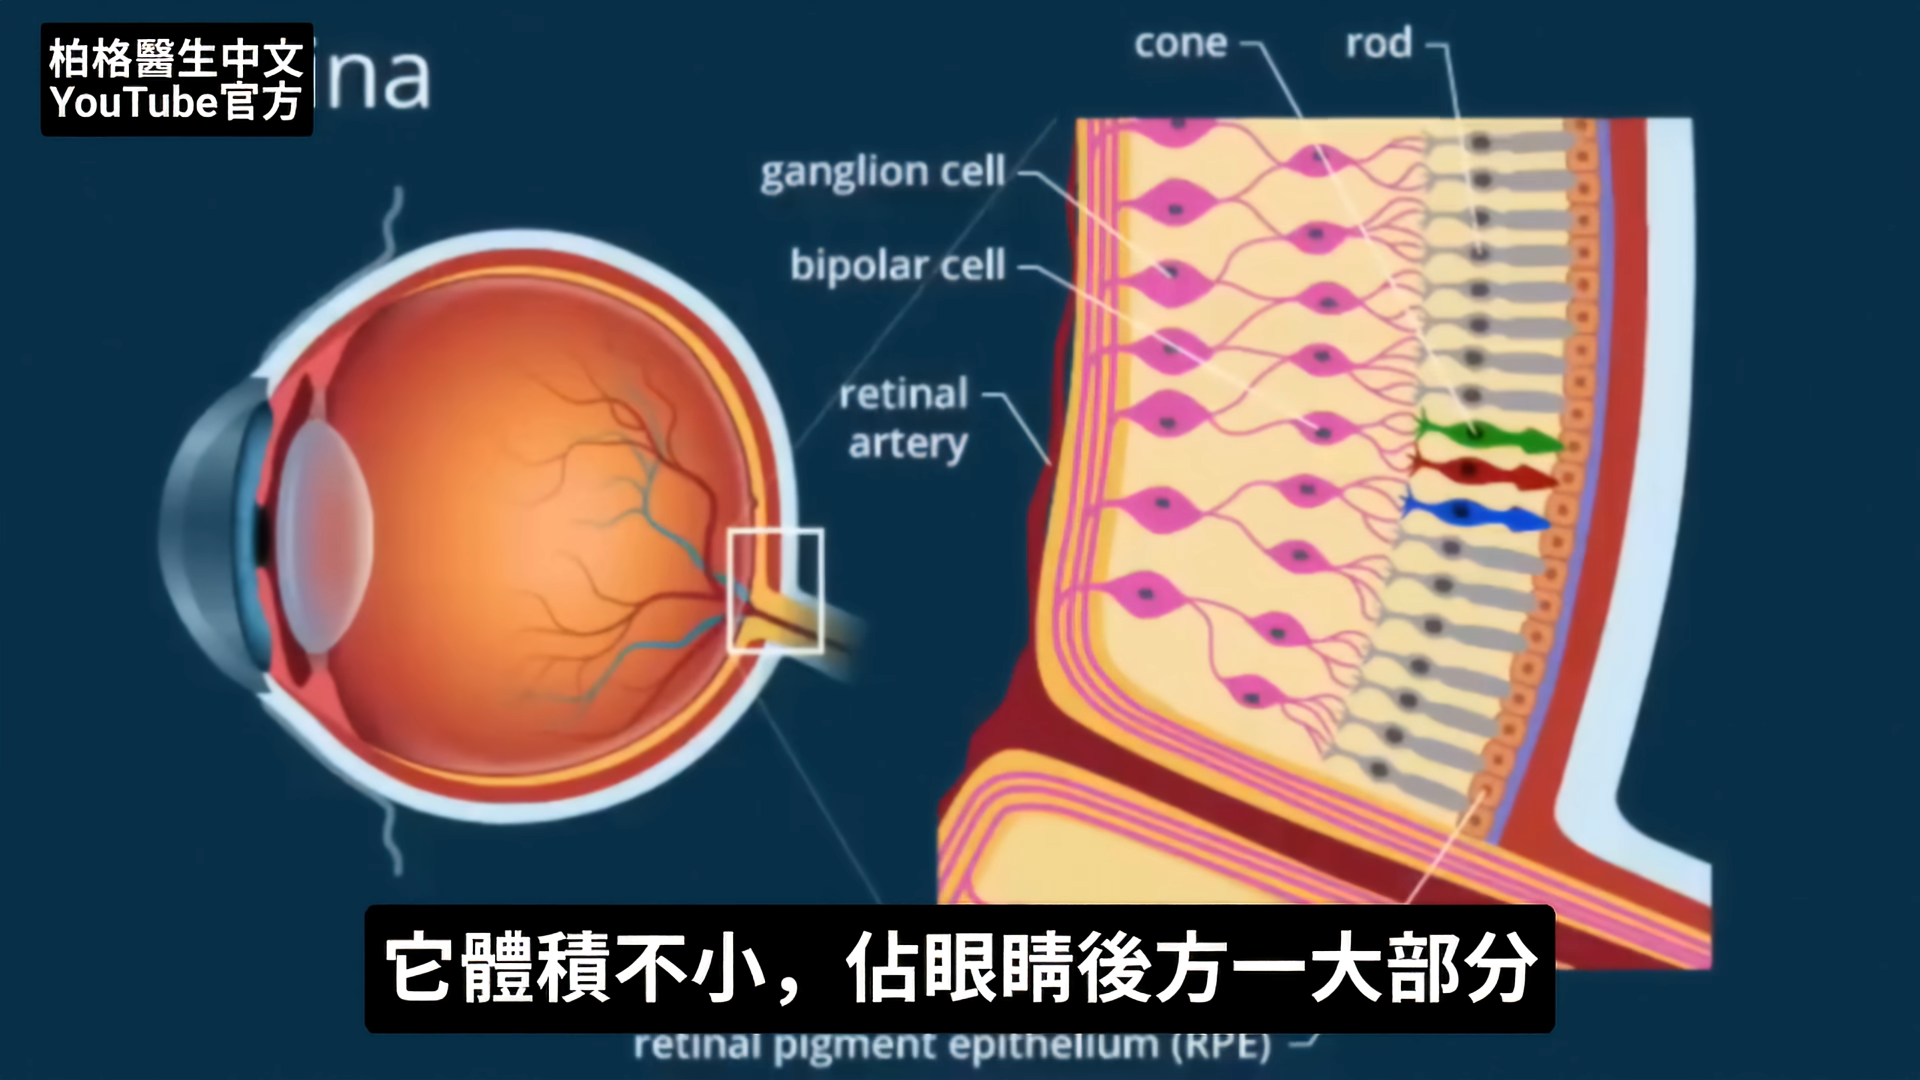 柏格醫生中文
YouTube官方
ina
cone
rod
ganglion cell
bipolar cell
retinal
artery
它體積不小，佔眼睛後方一大部分
retinal pigment epithelium (RPE)